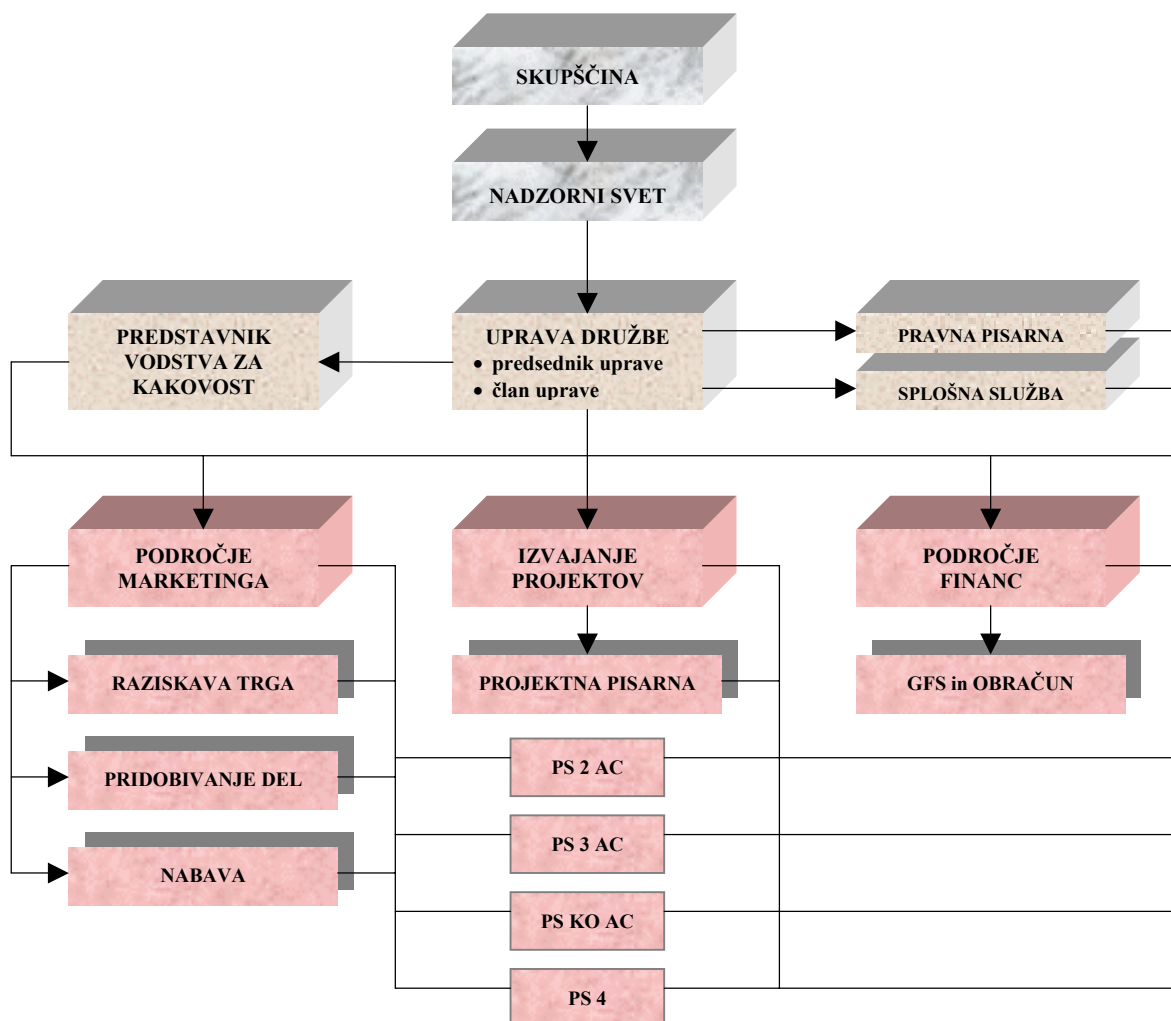 SKUPŠČINA
NADZORNI SVET
PREDSTAVNIK
VODSTVA ZA
KAKOVOST
UPRAVA DRUŽBE
• predsednik uprave
• član uprave
PRAVNA PISARNA
SPLOŠNA SLUŽBA
PODROČJE
MARKETINGA
IZVAJANJE
PROJEKTOV
PODROČJE
FINANC
RAZISKAVA TRGA
PROJEKTNA PISARNA
GFS in OBRAČUN
PRIDOBIVANJE DEL
NABAVA
PS 2 AC
PS 3 AC
PS KO AC
PS 4